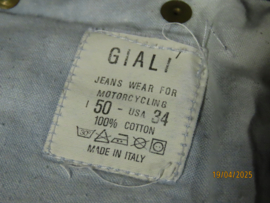 GIALI'
JEANS WEAR FOR
MOTORCYCLING
I 50 - USA 34
100% COTTON
MADE IN ITALY
19/04/2025